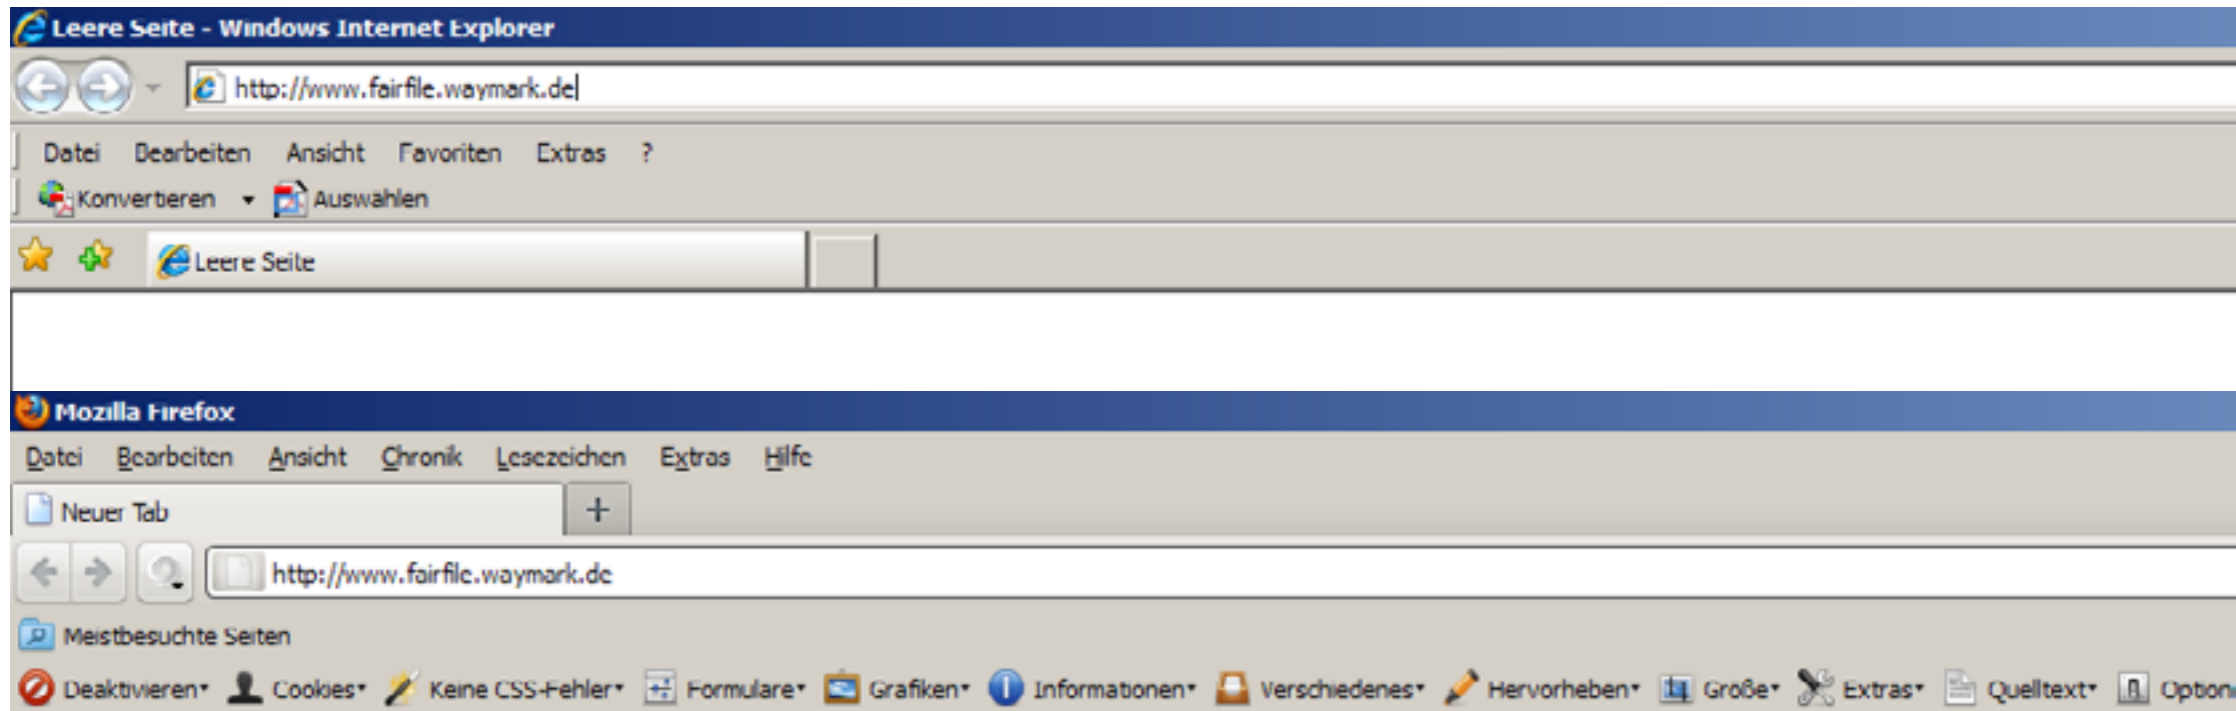 Leere Seite - Windows Internet Explorer
http://www.fairfile.waymark.de
Datei Bearbeiten Ansicht Favoriten Extras ?
Konvertieren Auswählen
Leere Seite
Mozilla Firefox
Datei Bearbeiten Ansicht Chronik Lesezeichen Extras Hilfe
Neuer Tab
http://www.fairfile.waymark.de
Meistbesuchte Seiten
Deaktivieren Cookies Keine CSS-Fehler Formulare Grafiken Informationen Verschiedenes Hervorheben Größe Extras Quelltext Option